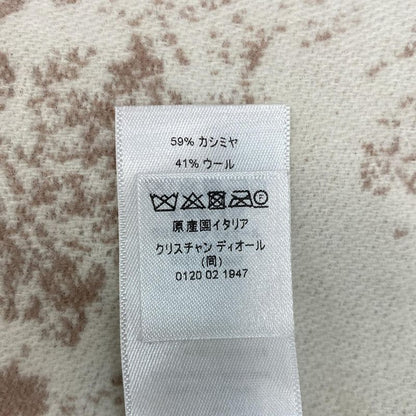 59% カシミヤ
41% ウール
原産国イタリア
クリスチャン ディオール
(同)
0120 02 1947